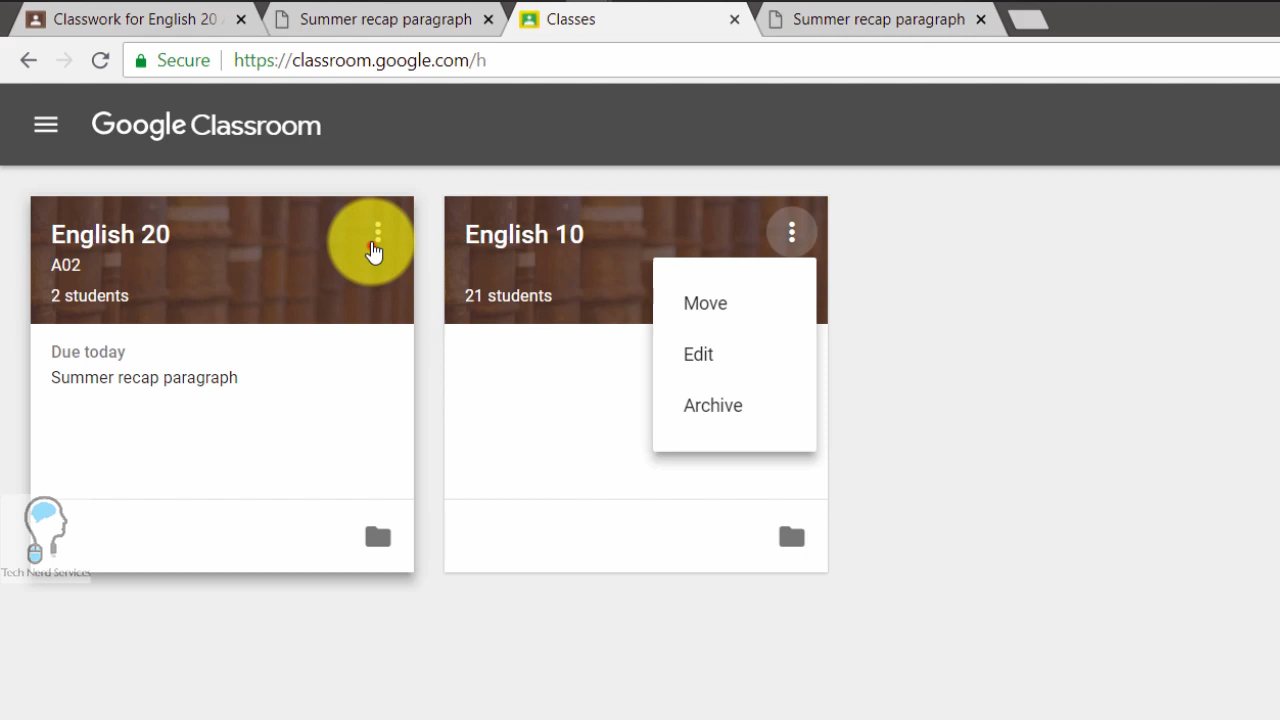 Classwork for English 20
Summer recap paragraph
Classes
Summer recap paragraph
Secure
https://classroom.google.com/h
Google Classroom
English 20
A02
2 students
Due today
Summer recap paragraph
English 10
21 students
Move
Edit
Archive
Tech Nerd Services